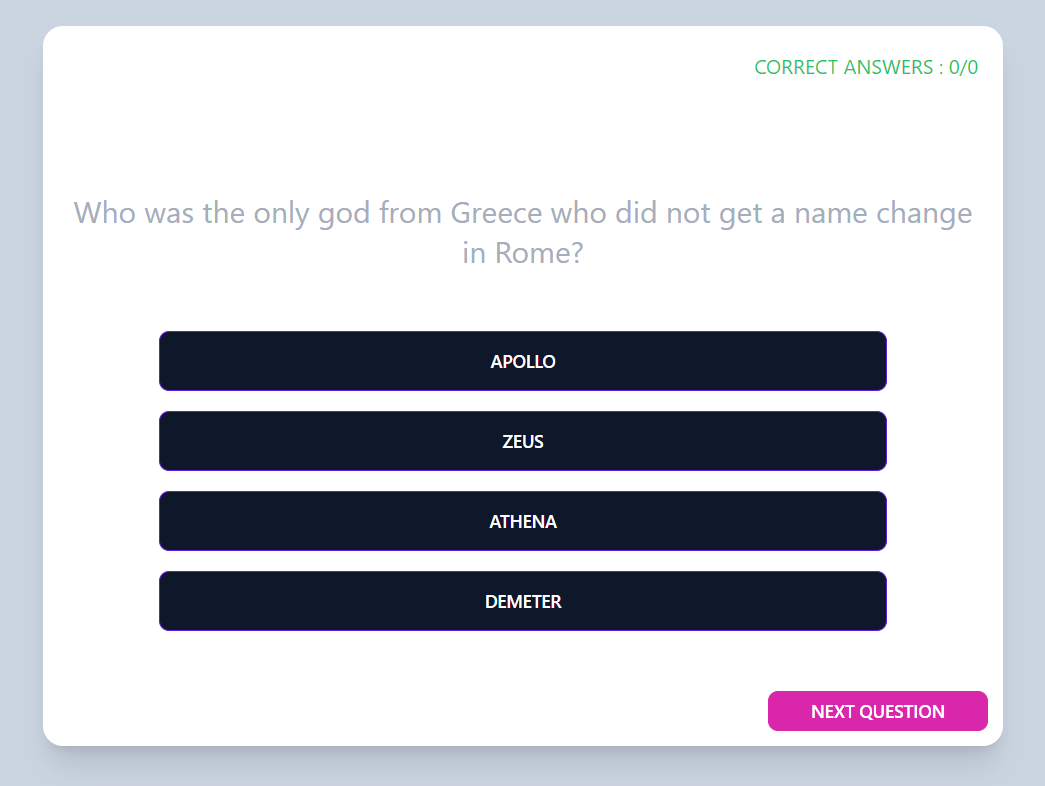 CORRECT ANSWERS : 0/0
Who was the only god from Greece who did not get a name change
in Rome?
APOLLO
ZEUS
ATHENA
DEMETER
NEXT QUESTION